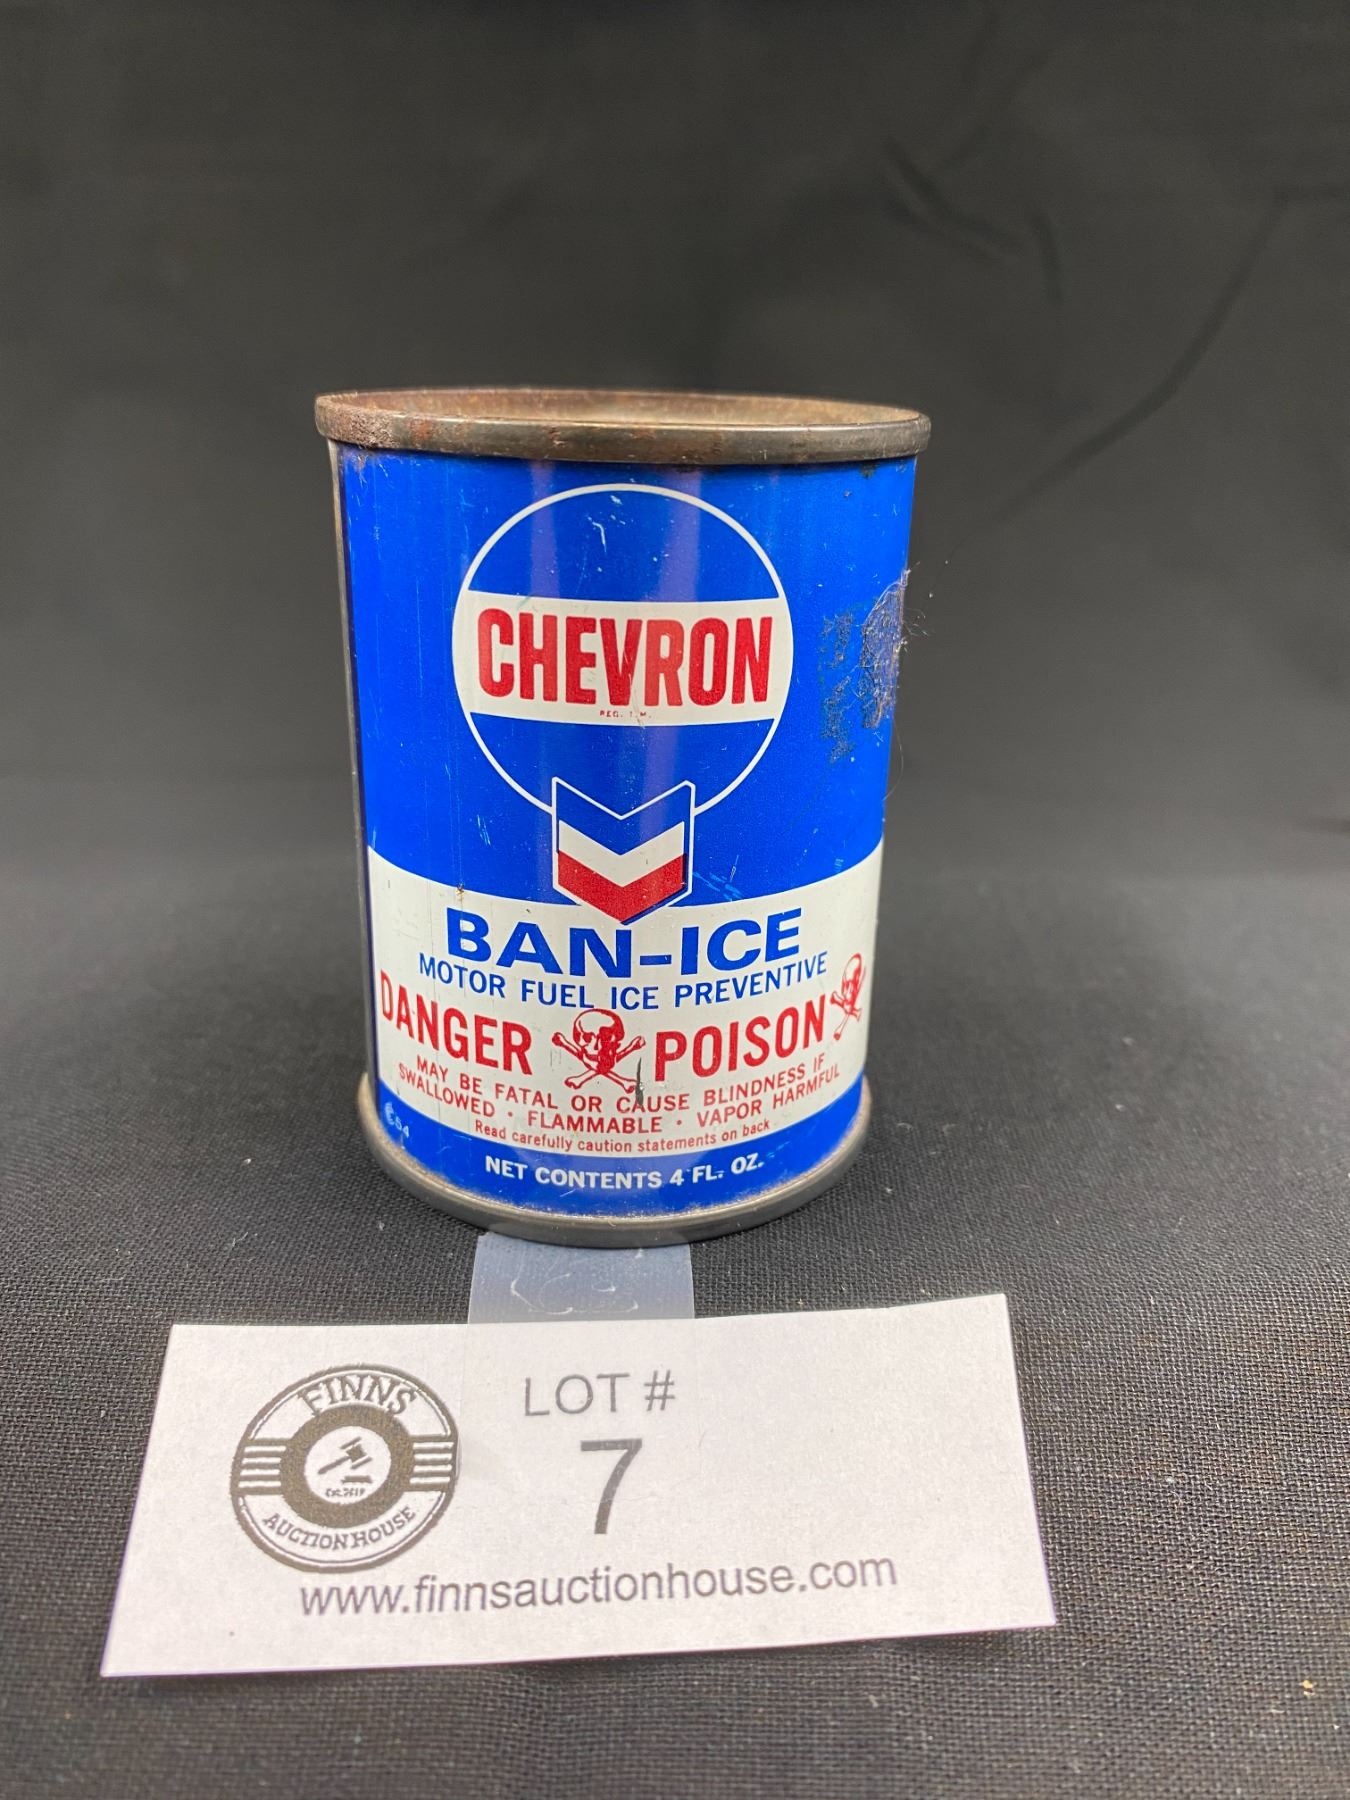 CHEVRON
REG. T.M.
BAN-ICE
MOTOR FUEL ICE PREVENTIVE
DANGER POISON
MAY BE FATAL OR CAUSE BLINDNESS IF
SWALLOWED · FLAMMABLE · VAPOR HARMFUL
Read carefully caution statements on back
NET CONTENTS 4 FL. OZ.
FINNS
AUCTION HOUSE
LOT #
7
www.finnsauctionhouse.com